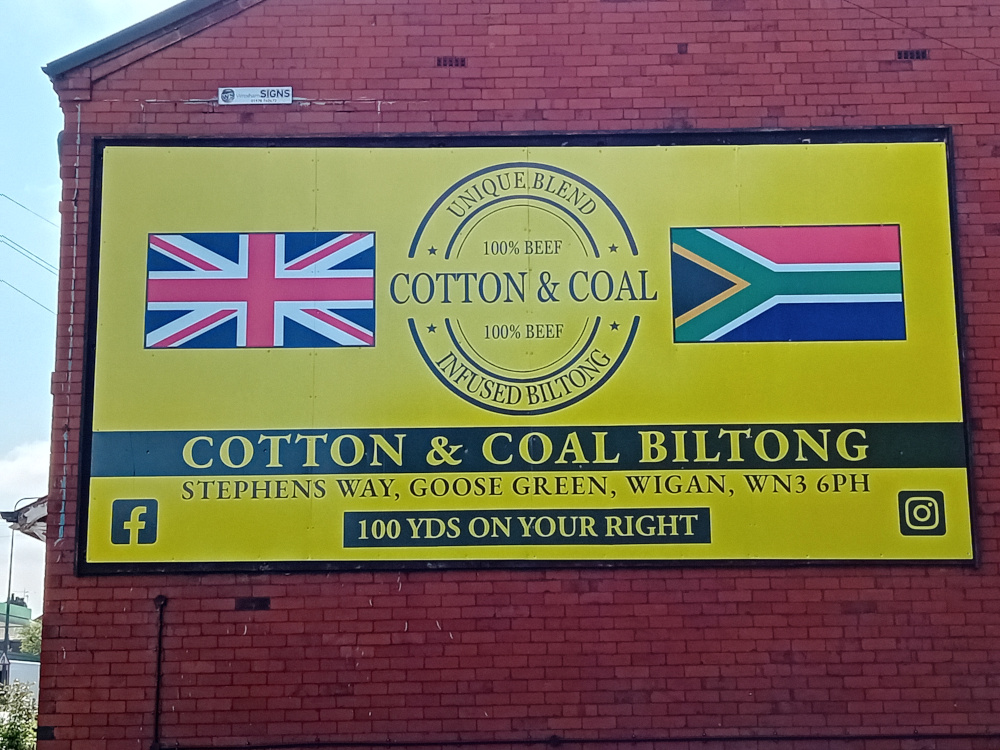 SIGNS
UNIQUE BLEND
100% BEEF
COTTON & COAL
100% BEEF
INFUSED BILTONG
COTTON & COAL BILTONG
STEPHENS WAY, GOOSE GREEN, WIGAN, WN3 6PH
f
100 YDS ON YOUR RIGHT